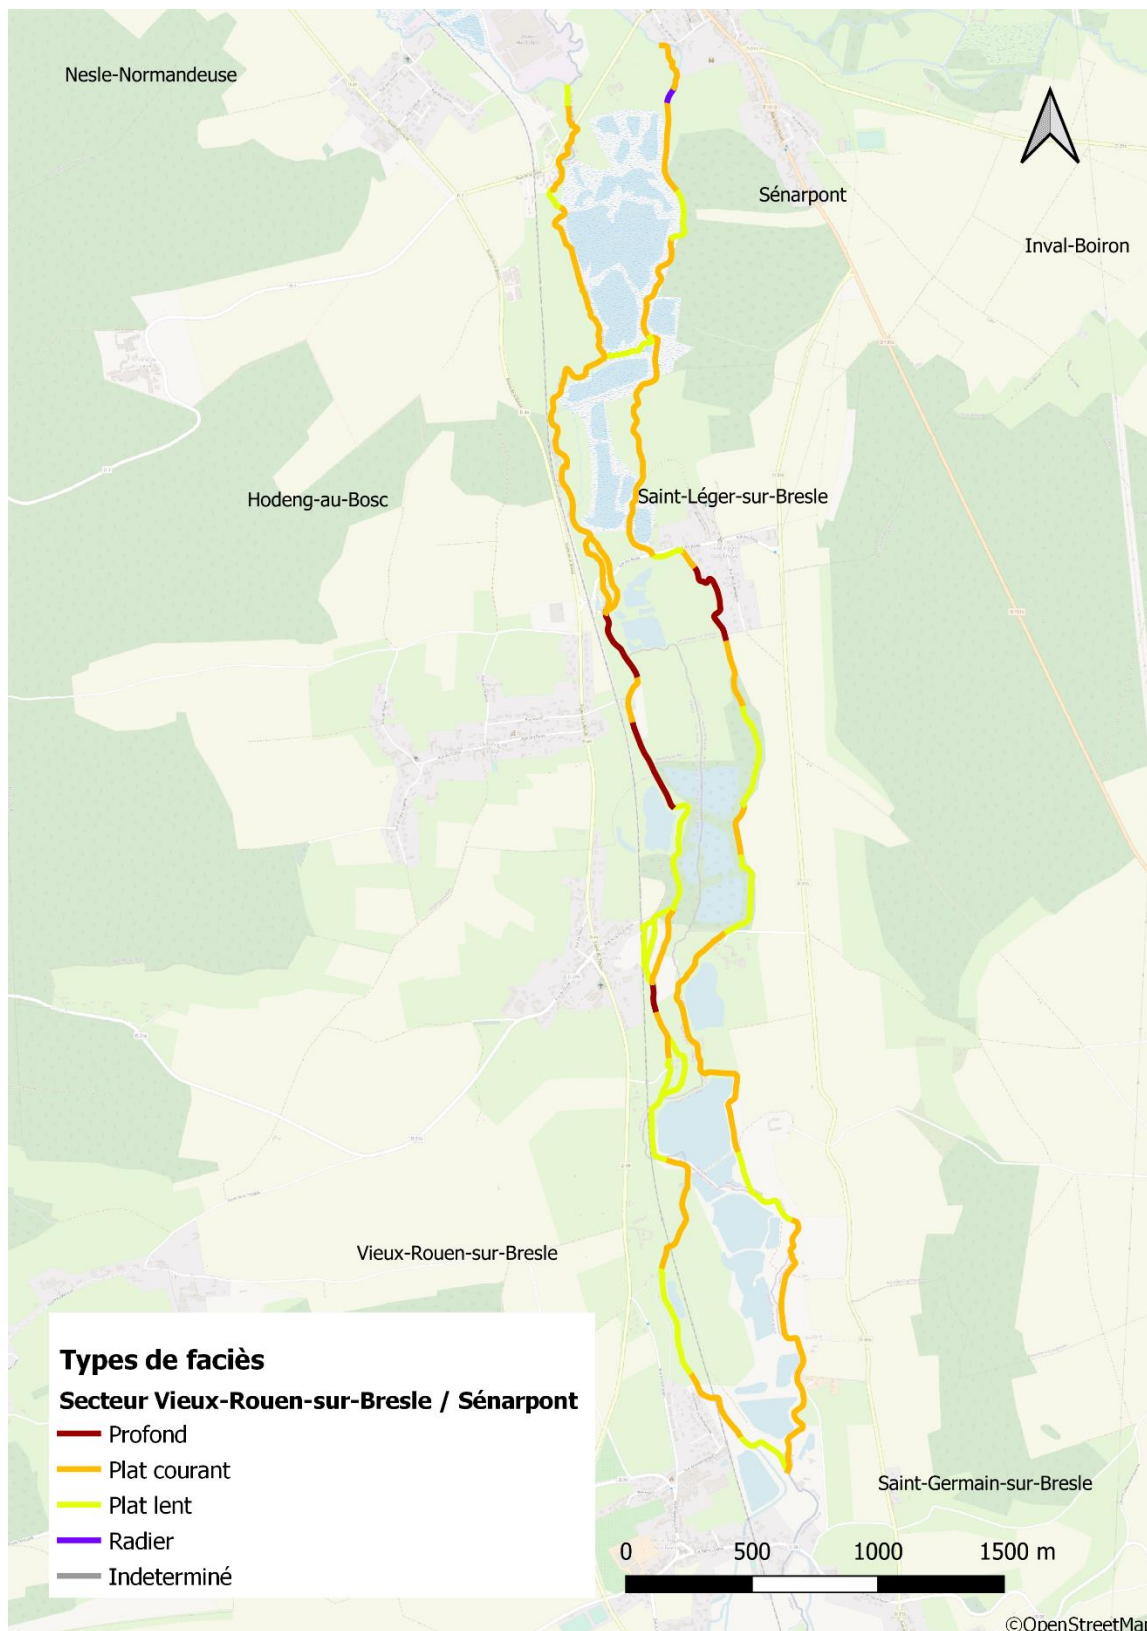 Nesle-Normandeuse
Sénarpont
Inval-Boiron
Hodeng-au-Bosc
Saint-Léger-sur-Bresle
Vieux-Rouen-sur-Bresle
Types de faciès
Secteur Vieux-Rouen-sur-Bresle / Sénarpont
Profond
Plat courant
Plat lent
Radier
Indeterminé
Saint-Germain-sur-Bresle
0 500 1000 1500 m
©OpenStreetMap